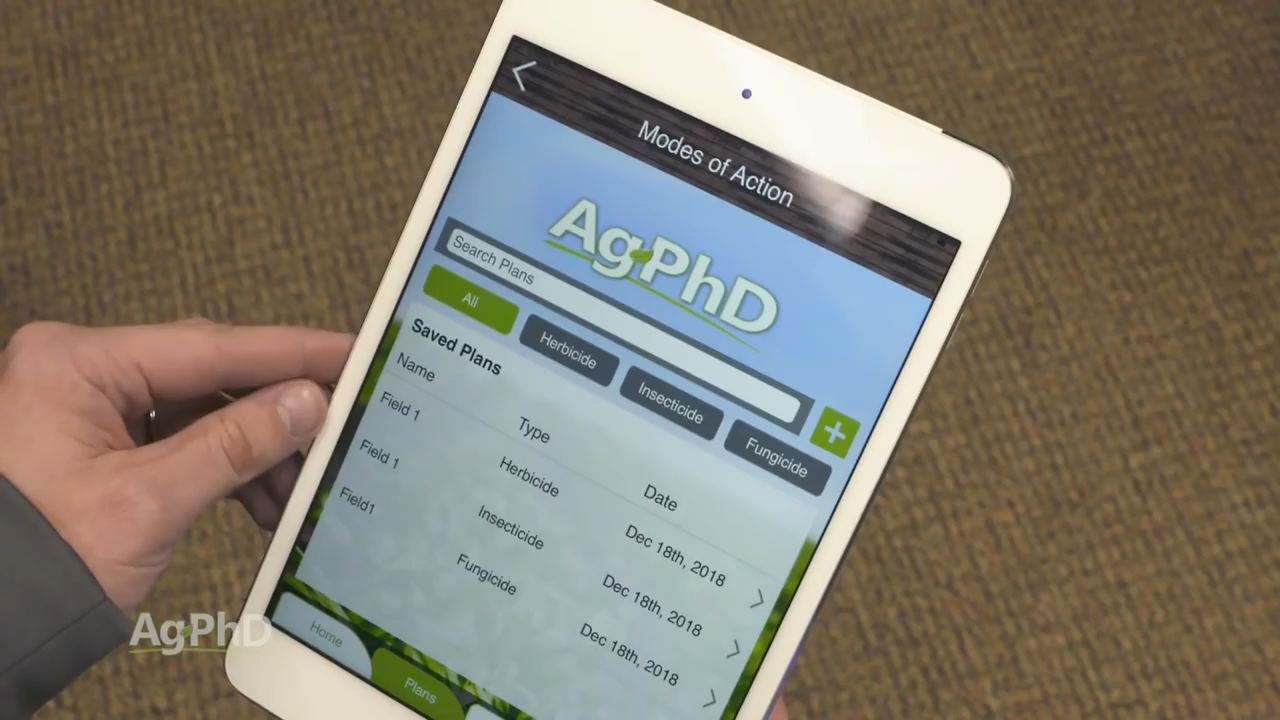 Modes of Action
AgPhD
Search Plans
All Herbicide Insecticide Fungicide
Saved Plans
Name Type Date
Field 1 Herbicide Dec 18th, 2018
Field 1 Insecticide Dec 18th, 2018
Field1 Fungicide Dec 18th, 2018
Home Plans
AgPhD